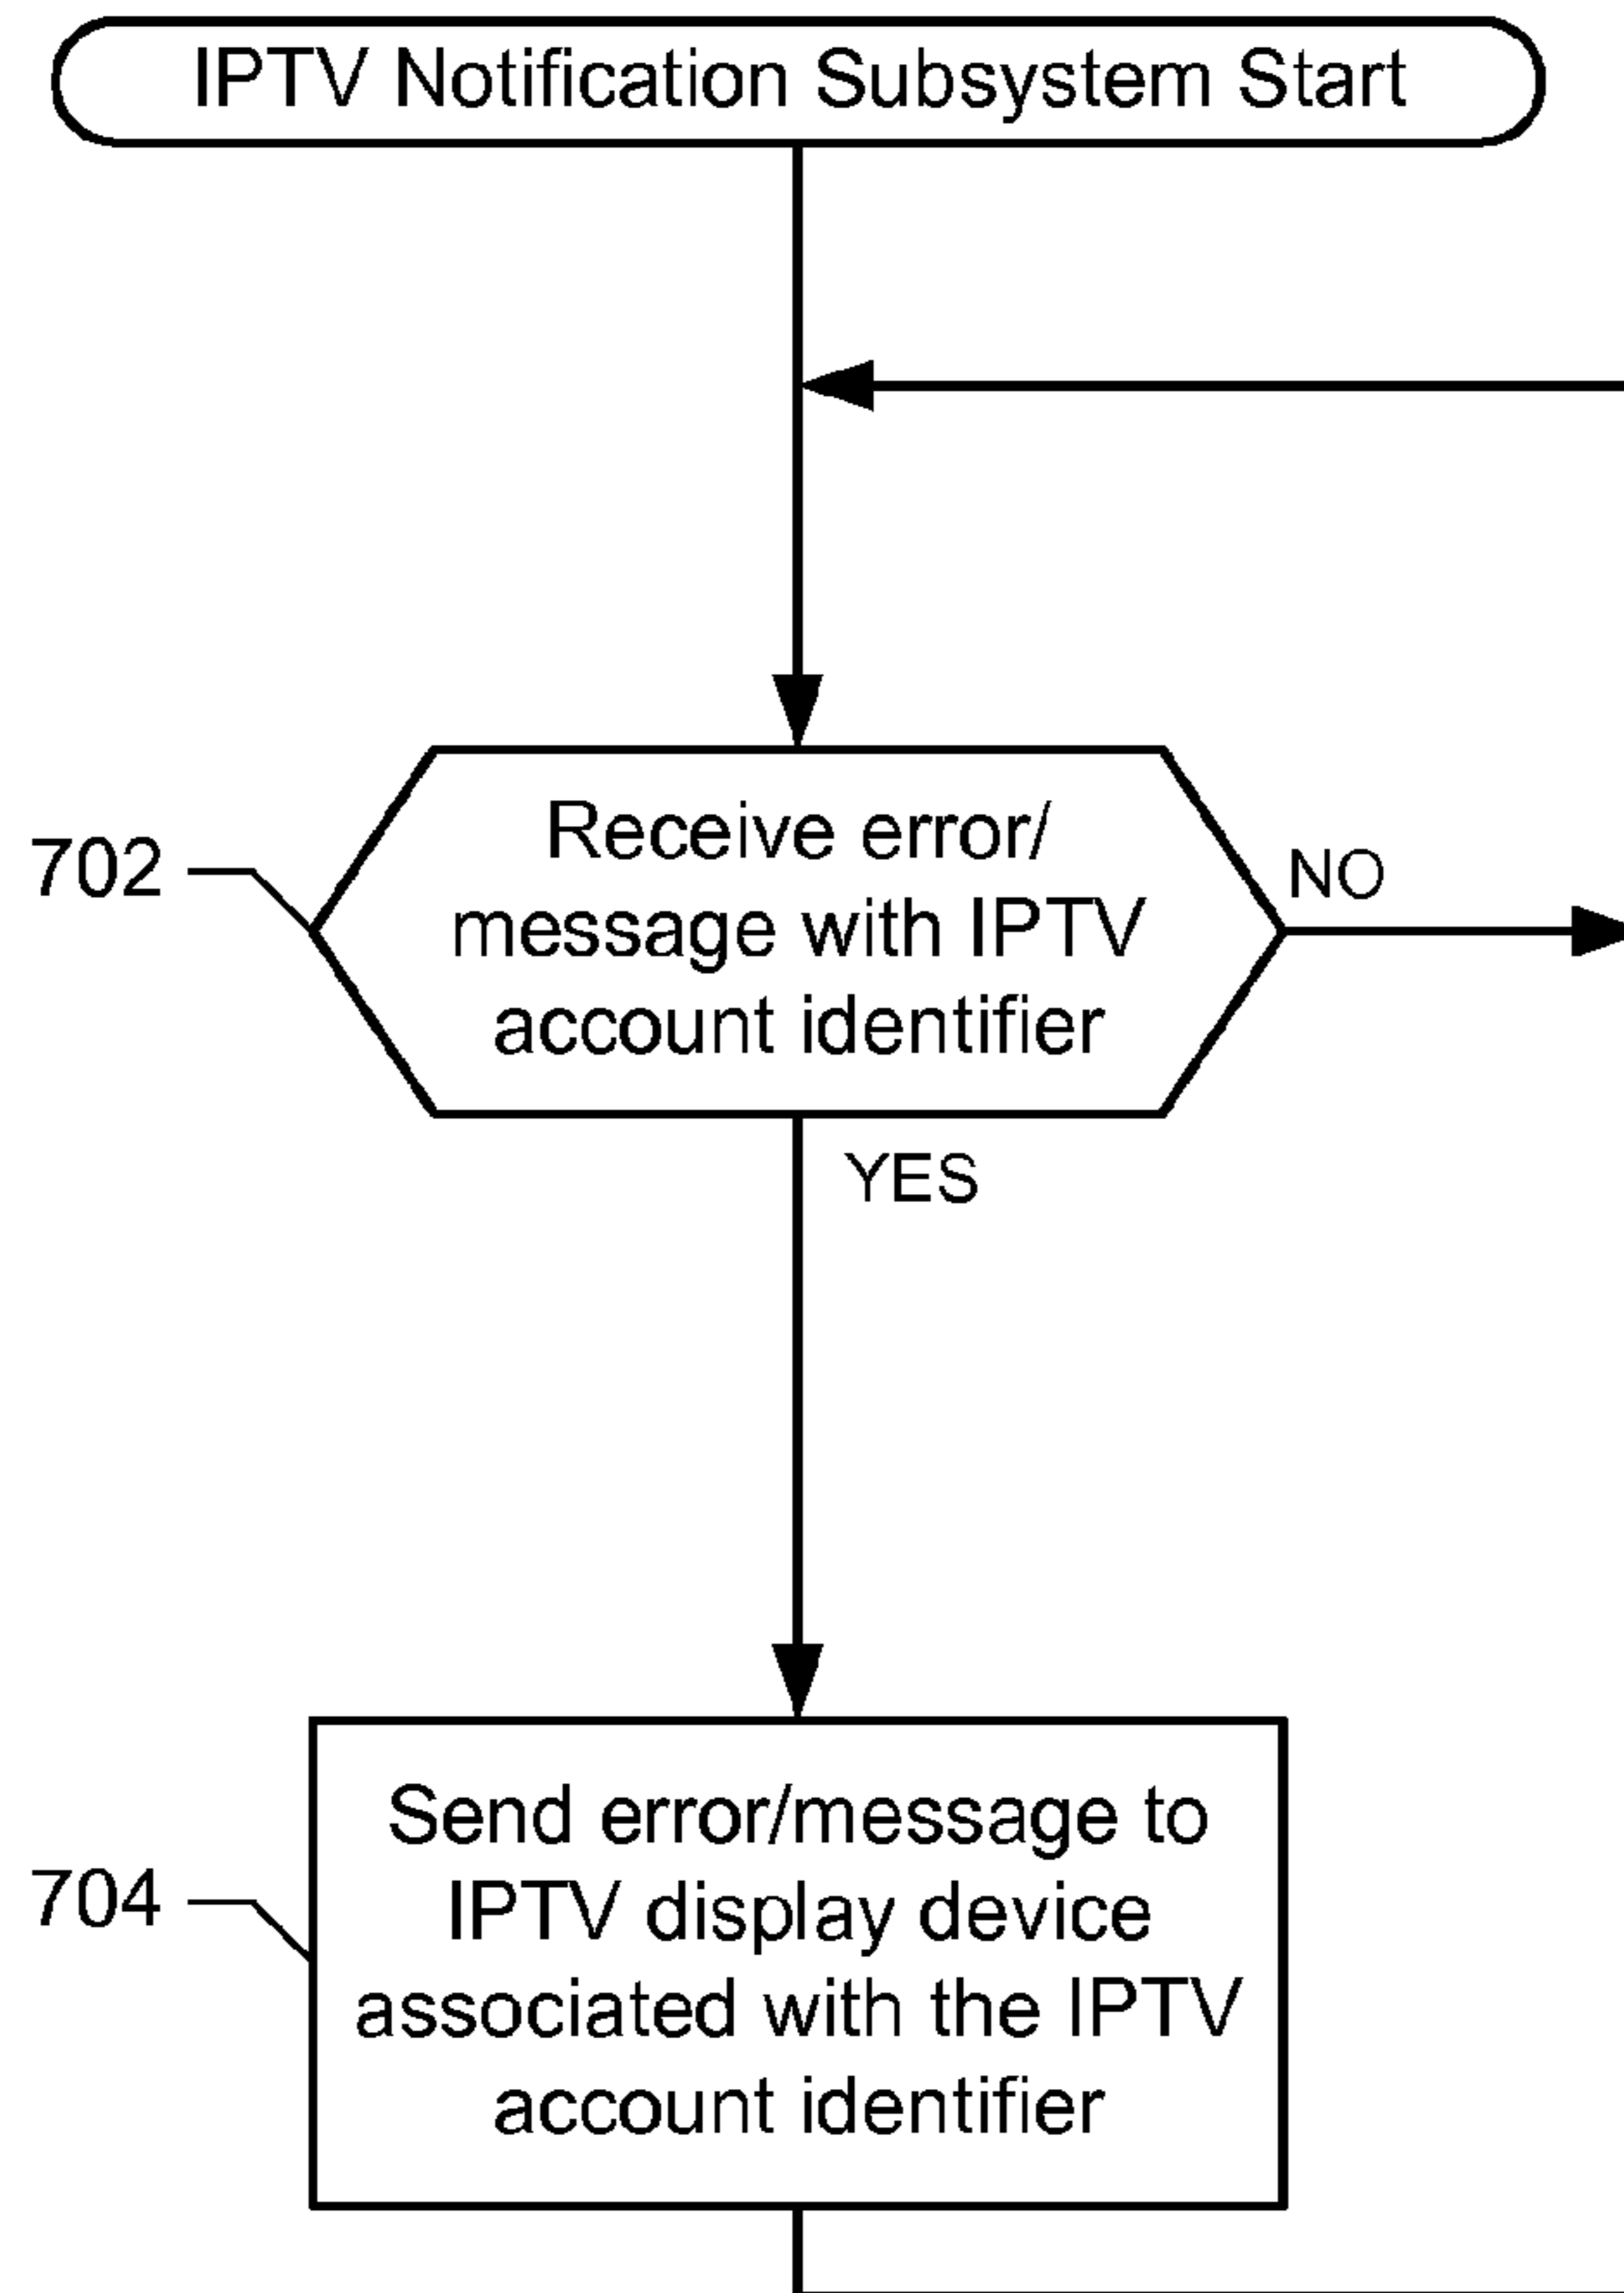 IPTV Notification Subsystem Start
702
Receive error/
message with IPTV
account identifier
NO
YES
704
Send error/message to
IPTV display device
associated with the IPTV
account identifier